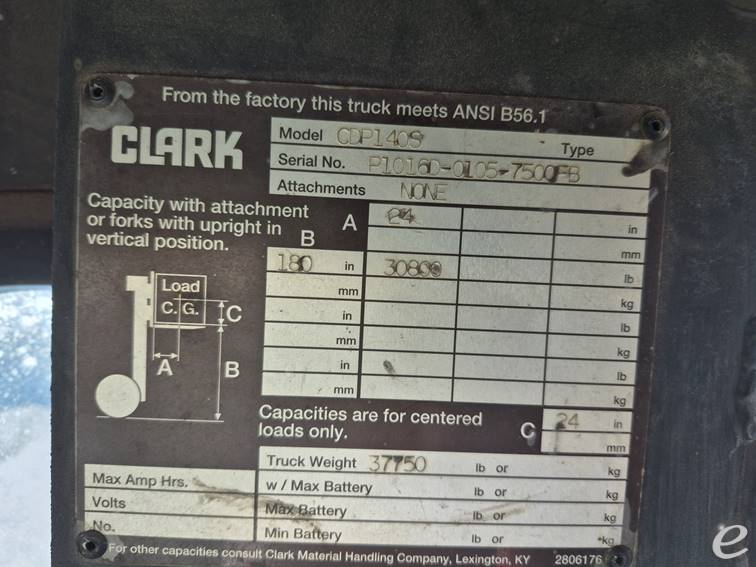 From the factory this truck meets ANSI B56.1
CLARK
Model CDP140S Type
Serial No. P1016D-0105-7500FB
Attachments NONE
Capacity with attachment
or forks with upright in
vertical position.
A 24 in
mm
B
180 in 30800 lb
mm kg
in lb
mm kg
in lb
mm kg
Load
C.G.
C
A
B
Capacities are for centered
loads only.
C 24 in
mm
Truck Weight 37750 lb or kg
w / Max Battery lb or kg
Max Battery lb or kg
Min Battery lb or kg
Max Amp Hrs.
Volts
No.
For other capacities consult Clark Material Handling Company, Lexington, KY 2806176
e